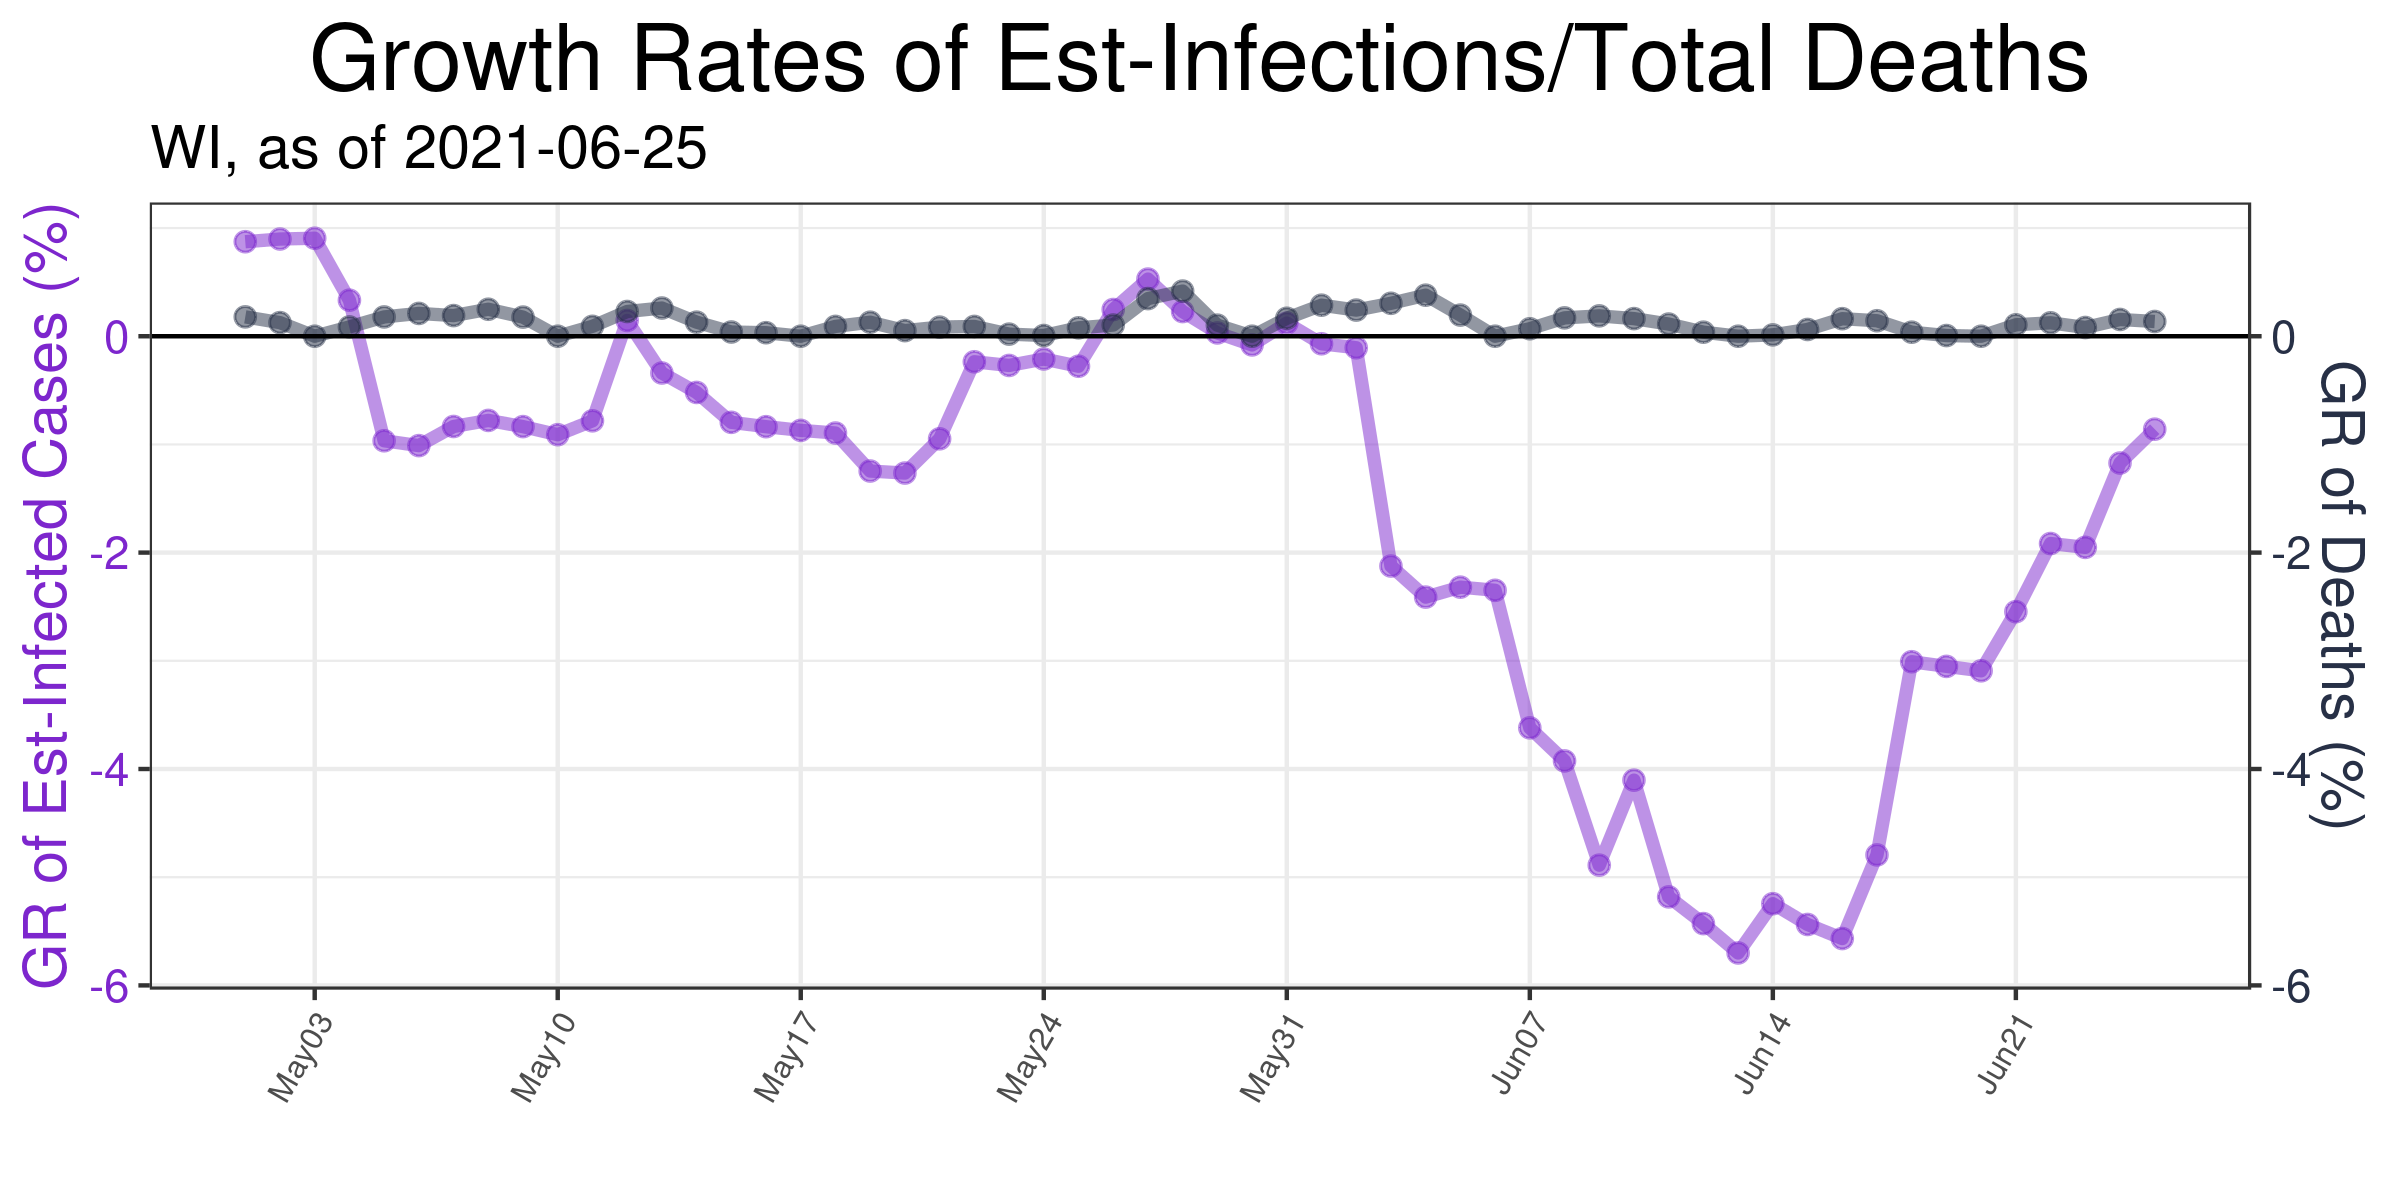 Growth Rates of Est-Infections/Total Deaths
WI, as of 2021-06-25
GR of Est-Infected Cases (%)
0
-2
-4
-6
0
-2
-4
-6
GR of Deaths (%)
May03
May10
May17
May24
May31
Jun07
Jun14
Jun21